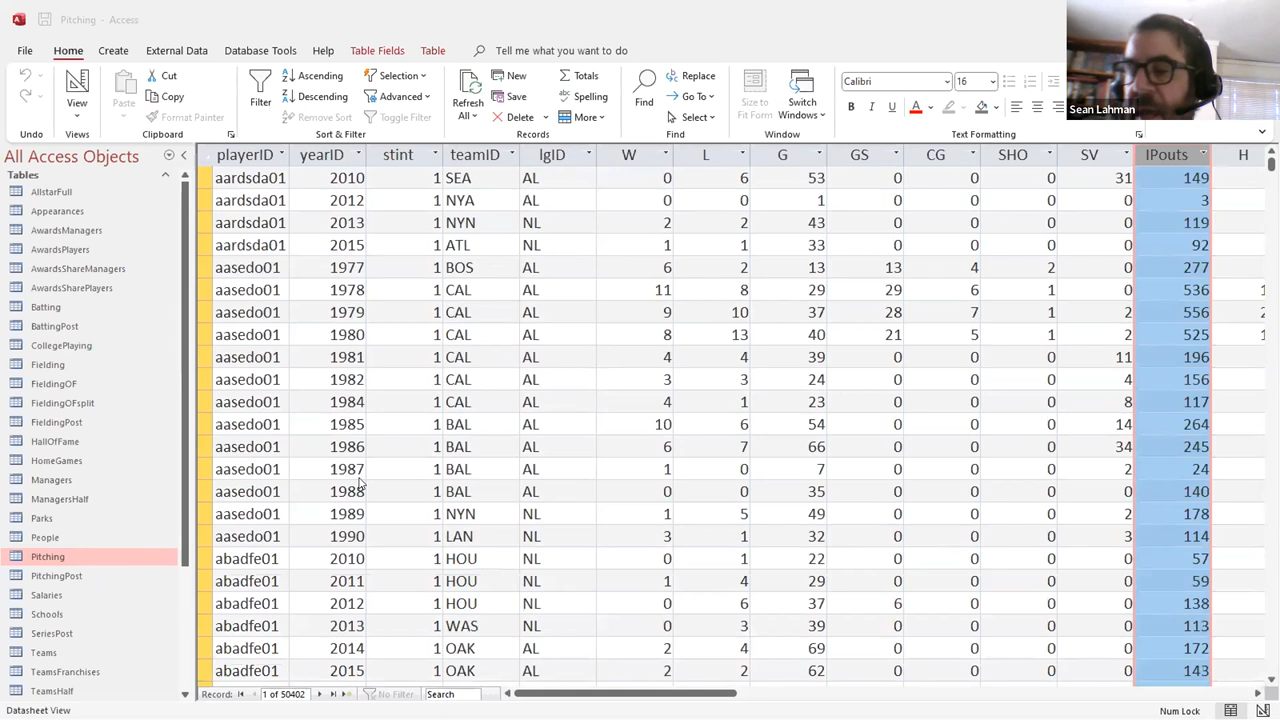 Pitching - Access
File Home Create External Data Database Tools Help Table Fields Table Tell me what you want to do
Sean Lahman
View Paste Cut Copy Format Painter Filter Ascending Descending Remove Selection Advanced Toggle Refresh All New Save Delete Totals Spelling More Find Replace Go To Select Size to Fit Form Switch Windows Calibri 16 B I U A
Undo Views Clipboard Sort & Filter Records Find Window Text Formatting
All Access Objects
Tables
AllstarFull
Appearances
AwardsManagers
AwardsPlayers
AwardsShareManagers
AwardsSharePlayers
Batting
BattingPost
CollegePlaying
Fielding
FieldingOF
FieldingOFsplit
FieldingPost
HallOfFame
HomeGames
Managers
ManagersHalf
Parks
People
Pitching
PitchingPost
Salaries
Schools
SeriesPost
Teams
TeamsFranchises
TeamsHalf
playerID yearID stint teamID lgID W L G GS CG SHO SV IPouts H
aardsda01 2010 1 SEA AL 0 6 53 0 0 0 31 149
aardsda01 2012 1 NYA AL 0 0 1 0 0 0 0 3
aardsda01 2013 1 NYN NL 2 2 43 0 0 0 0 119
aardsda01 2015 1 ATL NL 1 1 33 0 0 0 0 92
aasedo01 1977 1 BOS AL 6 2 13 13 4 2 0 277
aasedo01 1978 1 CAL AL 11 8 29 29 6 1 0 536 1
aasedo01 1979 1 CAL AL 9 10 37 28 7 1 2 556 2
aasedo01 1980 1 CAL AL 8 13 40 21 5 1 2 525 1
aasedo01 1981 1 CAL AL 4 4 39 0 0 0 11 196
aasedo01 1982 1 CAL AL 3 3 24 0 0 0 4 156
aasedo01 1984 1 CAL AL 4 1 23 0 0 0 8 117
aasedo01 1985 1 BAL AL 10 6 54 0 0 0 14 264
aasedo01 1986 1 BAL AL 6 7 66 0 0 0 34 245
aasedo01 1987 1 BAL AL 1 0 7 0 0 0 2 24
aasedo01 1988 1 BAL AL 0 0 35 0 0 0 0 140
aasedo01 1989 1 NYN NL 1 5 49 0 0 0 2 178
aasedo01 1990 1 LAN NL 3 1 32 0 0 0 3 114
abadfe01 2010 1 HOU NL 0 1 22 0 0 0 0 57
abadfe01 2011 1 HOU NL 1 4 29 0 0 0 0 59
abadfe01 2012 1 HOU NL 0 6 37 6 0 0 0 138
abadfe01 2013 1 WAS NL 0 3 39 0 0 0 0 113
abadfe01 2014 1 OAK AL 2 4 69 0 0 0 0 172
abadfe01 2015 1 OAK AL 2 2 62 0 0 0 0 143
Record: 1 of 50402 No Filter Search
Datasheet View Num Lock